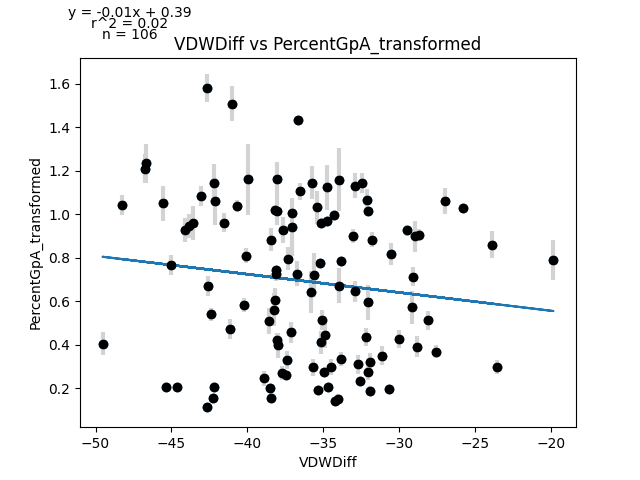 y = -0.01x + 0.39
r^2 = 0.02
n = 106
VDWDiff vs PercentGpA_transformed
1.6
1.4
1.2
1.0
0.8
0.6
0.4
0.2
PercentGpA_transformed
−50 −45 −40 −35 −30 −25 −20
VDWDiff